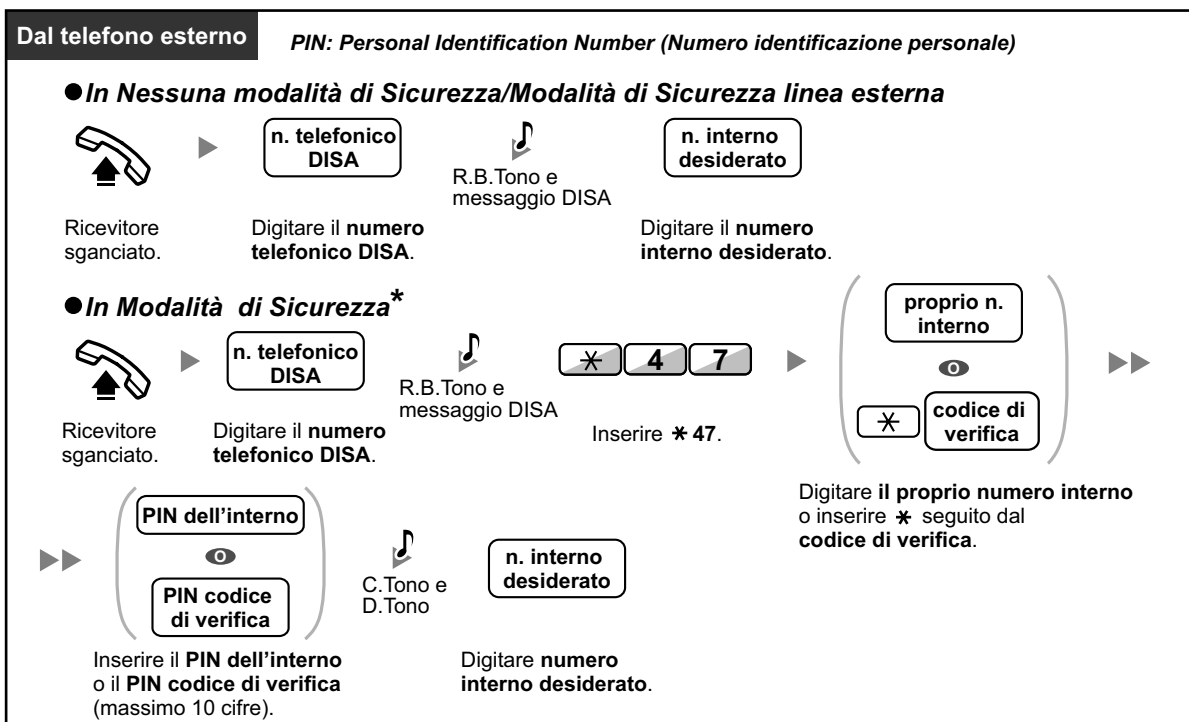 Dal telefono esterno
PIN: Personal Identification Number (Numero identificazione personale)
●In Nessuna modalità di Sicurezza/Modalità di Sicurezza linea esterna
n. telefonico
DISA
R.B.Tono e
messaggio DISA
n. interno
desiderato
Ricevitore
sganciato.
Digitare il numero
telefonico DISA.
Digitare il numero
interno desiderato.
●In Modalità di Sicurezza*
n. telefonico
DISA
R.B.Tono e
messaggio DISA
* 4 7
proprio n.
interno
o
* codice di
verifica
Ricevitore
sganciato.
Digitare il numero
telefonico DISA.
Inserire * 47.
Digitare il proprio numero interno
o inserire * seguito dal
codice di verifica.
PIN dell'interno
o
PIN codice
di verifica
C.Tono e
D.Tono
n. interno
desiderato
Inserire il PIN dell'interno
o il PIN codice di verifica
(massimo 10 cifre).
Digitare numero
interno desiderato.